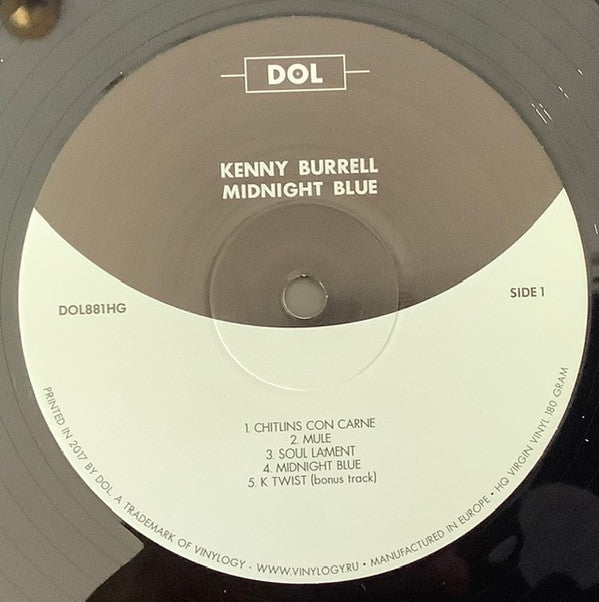 DOL
KENNY BURRELL
MIDNIGHT BLUE
DOL881HG
SIDE 1
1. CHITLINS CON CARNE
2. MULE
3. SOUL LAMENT
4. MIDNIGHT BLUE
5. K TWIST (bonus track)
PRINTED IN 2017 BY DOL, A TRADEMARK OF VINYLOGY - WWW.VINYLOGY.RU • MANUFACTURED IN EUROPE • HQ VIRGIN VINYL 180 GRAM